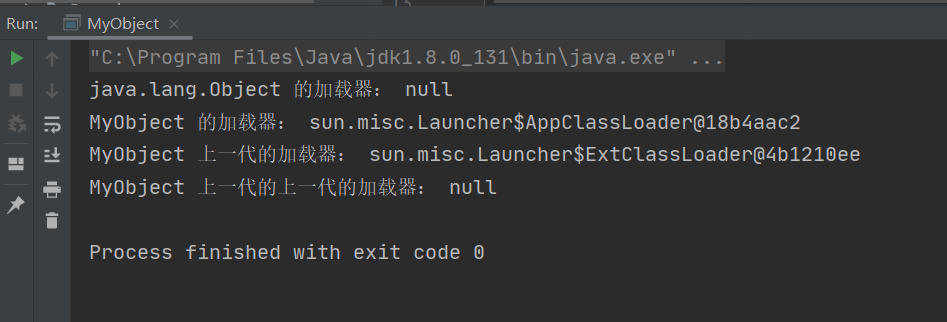 Run: MyObject ×
"C:\Program Files\Java\jdk1.8.0_131\bin\java.exe" ...
java.lang.Object 的加载器： null
MyObject 的加载器： sun.misc.Launcher$AppClassLoader@18b4aac2
MyObject 上一代的加载器： sun.misc.Launcher$ExtClassLoader@4b1210ee
MyObject 上一代的上一代的加载器： null
Process finished with exit code 0